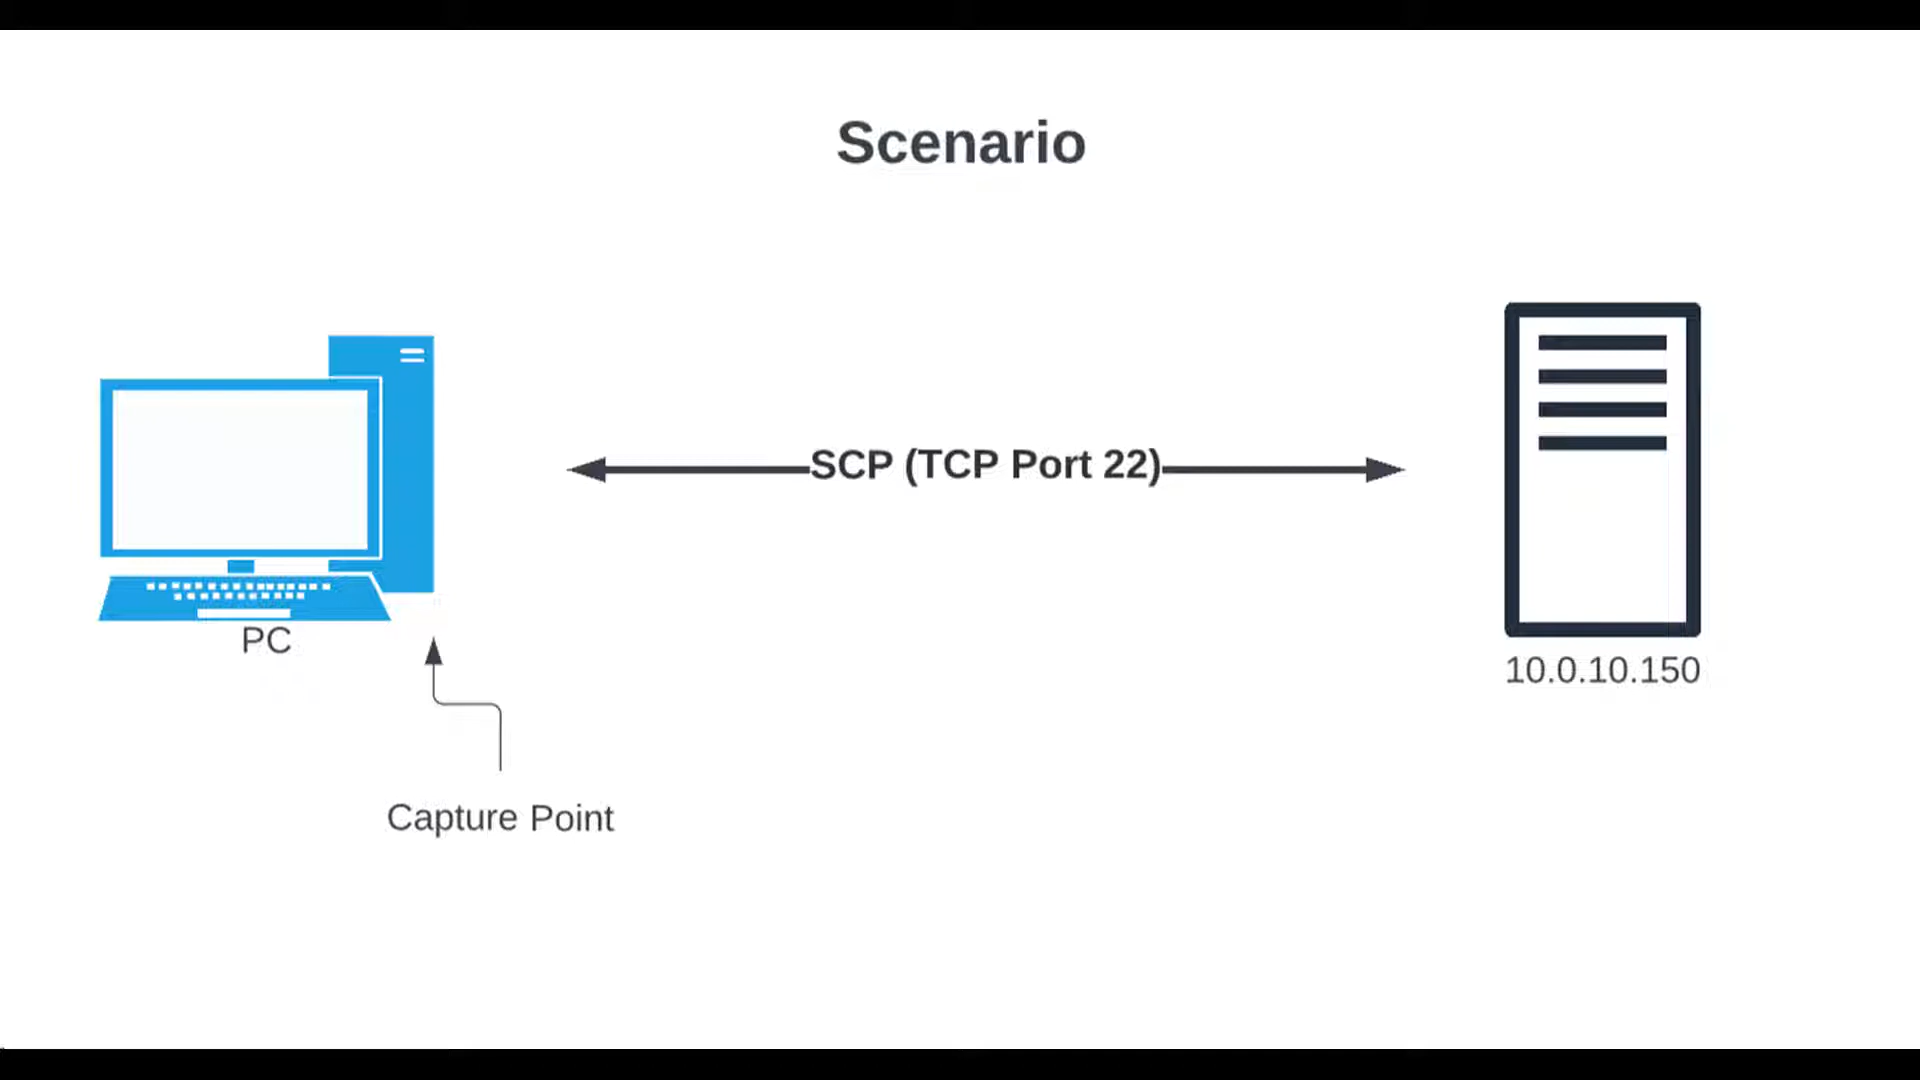 Scenario
SCP (TCP Port 22)
PC
10.0.10.150
Capture Point